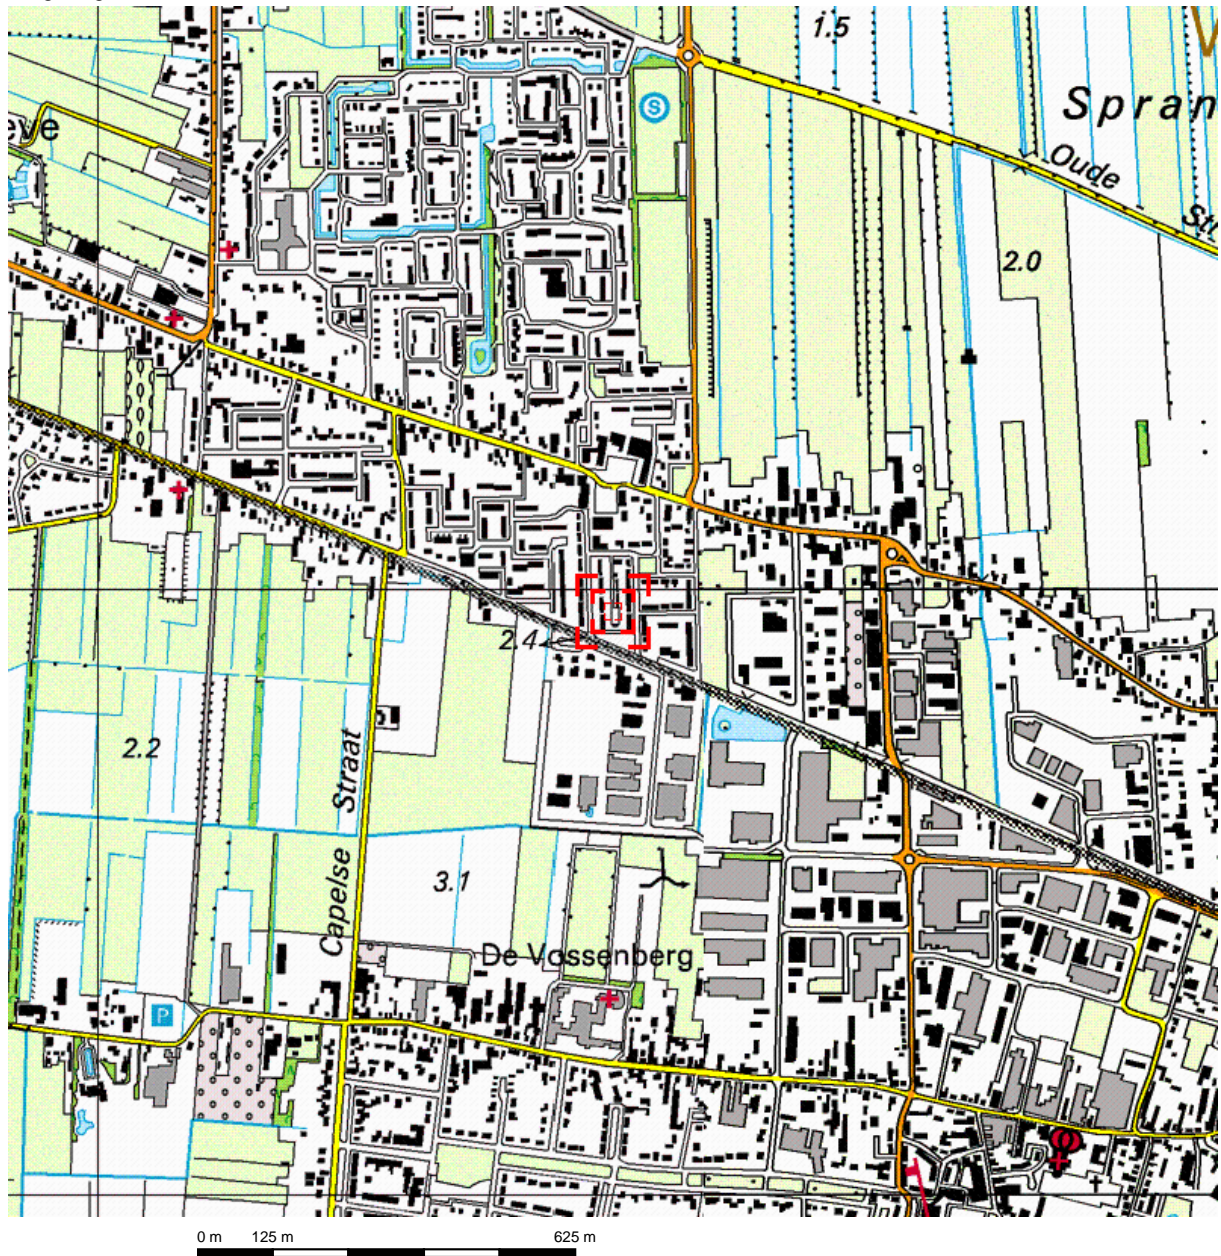 1.5
Spran
S
eve
Oude
Str
2.0
2.4
2.2
Capelse Straat
3.1
De Vossenberg
P
0 m 125 m 625 m